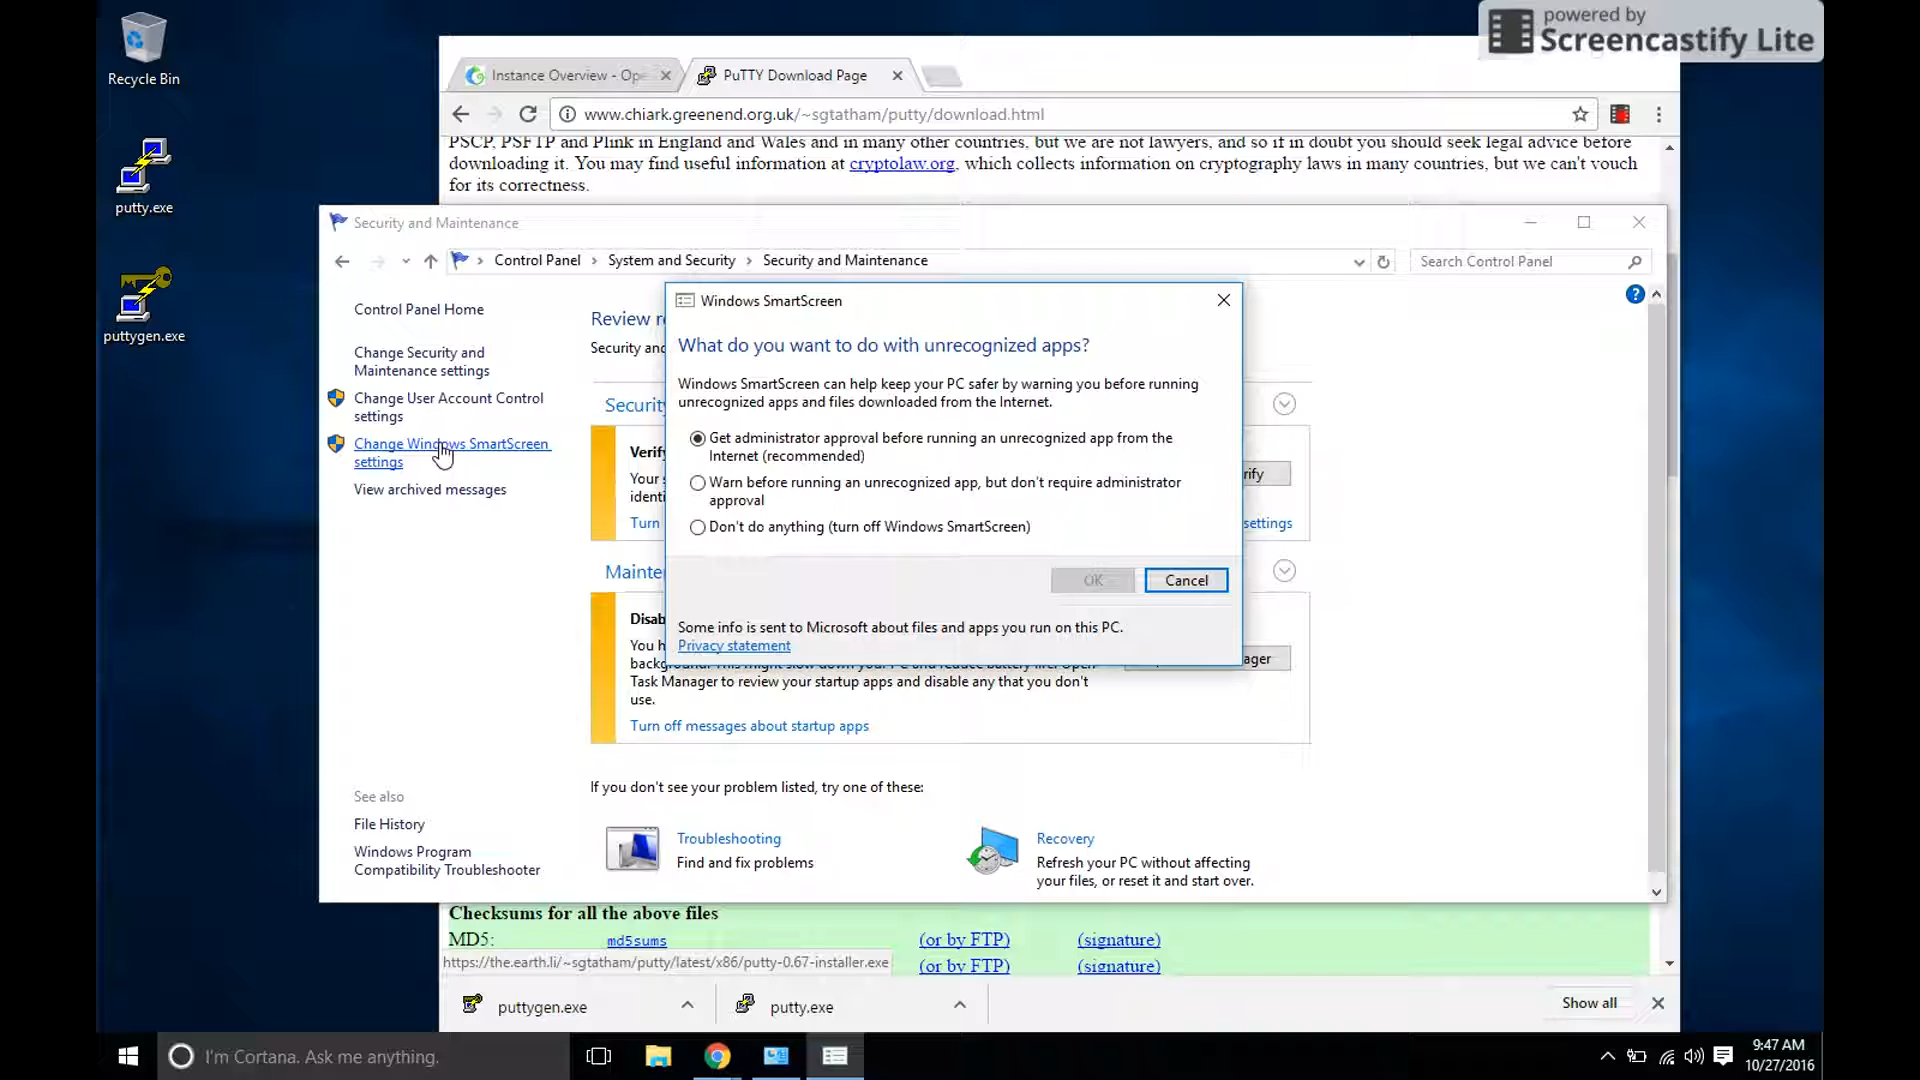 powered by
Screencastify Lite
Recycle Bin
putty.exe
puttygen.exe
Instance Overview - Ope
PuTTY Download Page
www.chiark.greenend.org.uk/~sgtatham/putty/download.html
PSCP, PSFTP and Plink in England and Wales and in many other countries, but we are not lawyers, and so if in doubt you should seek legal advice before
downloading it. You may find useful information at cryptolaw.org, which collects information on cryptography laws in many countries, but we can't vouch
for its correctness.
Security and Maintenance
Control Panel > System and Security > Security and Maintenance
Search Control Panel
Control Panel Home
Change Security and
Maintenance settings
Change User Account Control
settings
Change Windows SmartScreen
settings
View archived messages
Review r
Security and
Security
Verify
Your s
identi
Turn
rify
settings
Windows SmartScreen
What do you want to do with unrecognized apps?
Windows SmartScreen can help keep your PC safer by warning you before running
unrecognized apps and files downloaded from the Internet.
Get administrator approval before running an unrecognized app from the
Internet (recommended)
Warn before running an unrecognized app, but don't require administrator
approval
Don't do anything (turn off Windows SmartScreen)
OK
Cancel
Some info is sent to Microsoft about files and apps you run on this PC.
Privacy statement
Mainte
Disab
You h
ager
Task Manager to review your startup apps and disable any that you don't
use.
Turn off messages about startup apps
If you don't see your problem listed, try one of these:
Troubleshooting
Find and fix problems
Recovery
Refresh your PC without affecting
your files, or reset it and start over.
See also
File History
Windows Program
Compatibility Troubleshooter
Checksums for all the above files
MD5: md5sums (or by FTP) (signature)
(or by FTP) (signature)
https://the.earth.li/~sgtatham/putty/latest/x86/putty-0.67-installer.exe
puttygen.exe
putty.exe
Show all
I'm Cortana. Ask me anything.
9:47 AM
10/27/2016